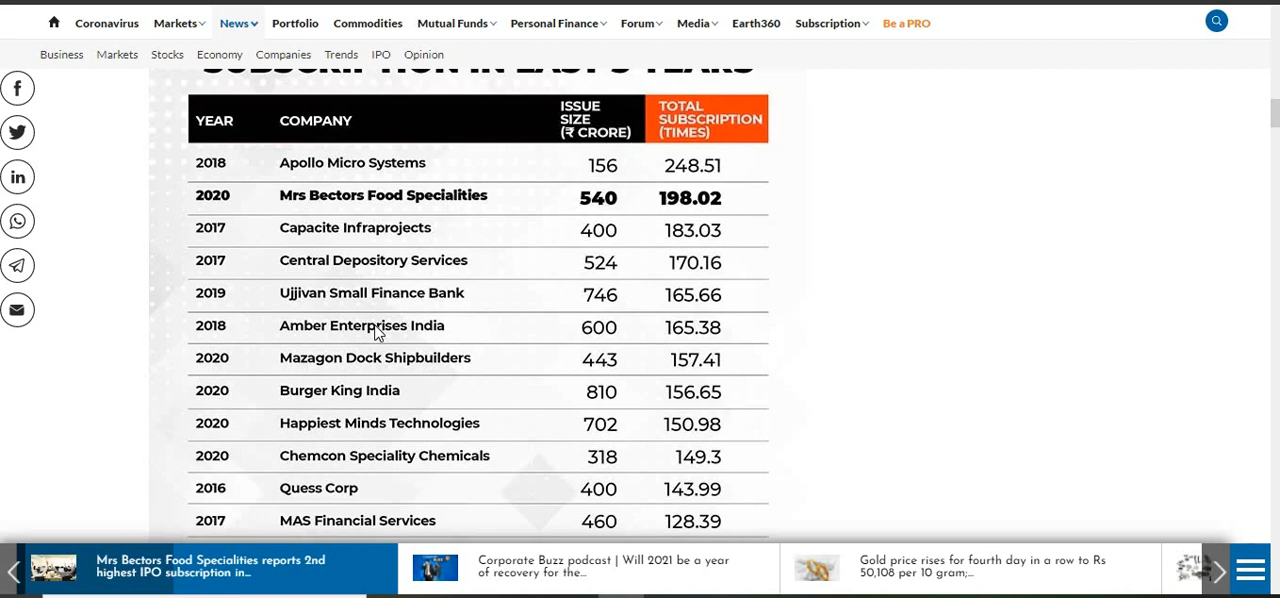 Coronavirus Markets News Portfolio Commodities Mutual Funds Personal Finance Forum Media Earth360 Subscription Be a PRO
Business Markets Stocks Economy Companies Trends IPO Opinion
SUBSCRIPTION IN LAST 5 YEARS
YEAR COMPANY ISSUE SIZE (₹ CRORE) TOTAL SUBSCRIPTION (TIMES)
2018 Apollo Micro Systems 156 248.51
2020 Mrs Bectors Food Specialities 540 198.02
2017 Capacite Infraprojects 400 183.03
2017 Central Depository Services 524 170.16
2019 Ujjivan Small Finance Bank 746 165.66
2018 Amber Enterprises India 600 165.38
2020 Mazagon Dock Shipbuilders 443 157.41
2020 Burger King India 810 156.65
2020 Happiest Minds Technologies 702 150.98
2020 Chemcon Speciality Chemicals 318 149.3
2016 Quess Corp 400 143.99
2017 MAS Financial Services 460 128.39
Mrs Bectors Food Specialities reports 2nd
highest IPO subscription in...
Corporate Buzz podcast | Will 2021 be a year
of recovery for the...
Gold price rises for fourth day in a row to Rs
50,108 per 10 gram;...